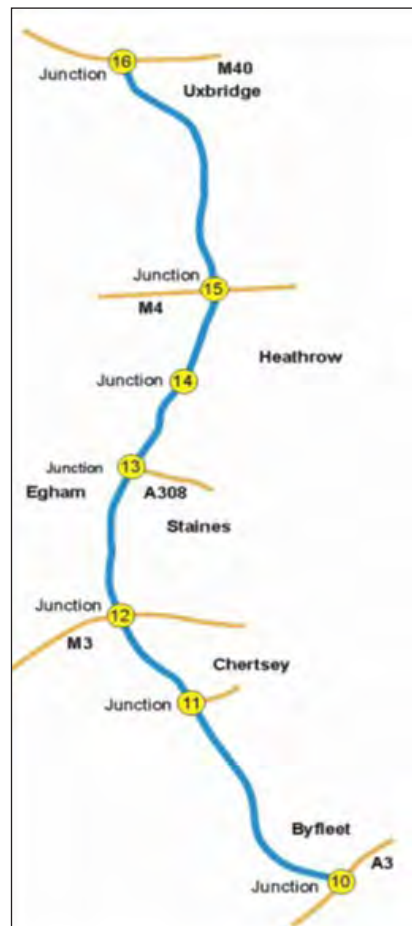 16
Junction
M40
Uxbridge
Junction
15
M4
Heathrow
Junction
14
Junction
13
Egham
A308
Staines
Junction
12
M3
Chertsey
Junction
11
Byfleet
A3
Junction
10